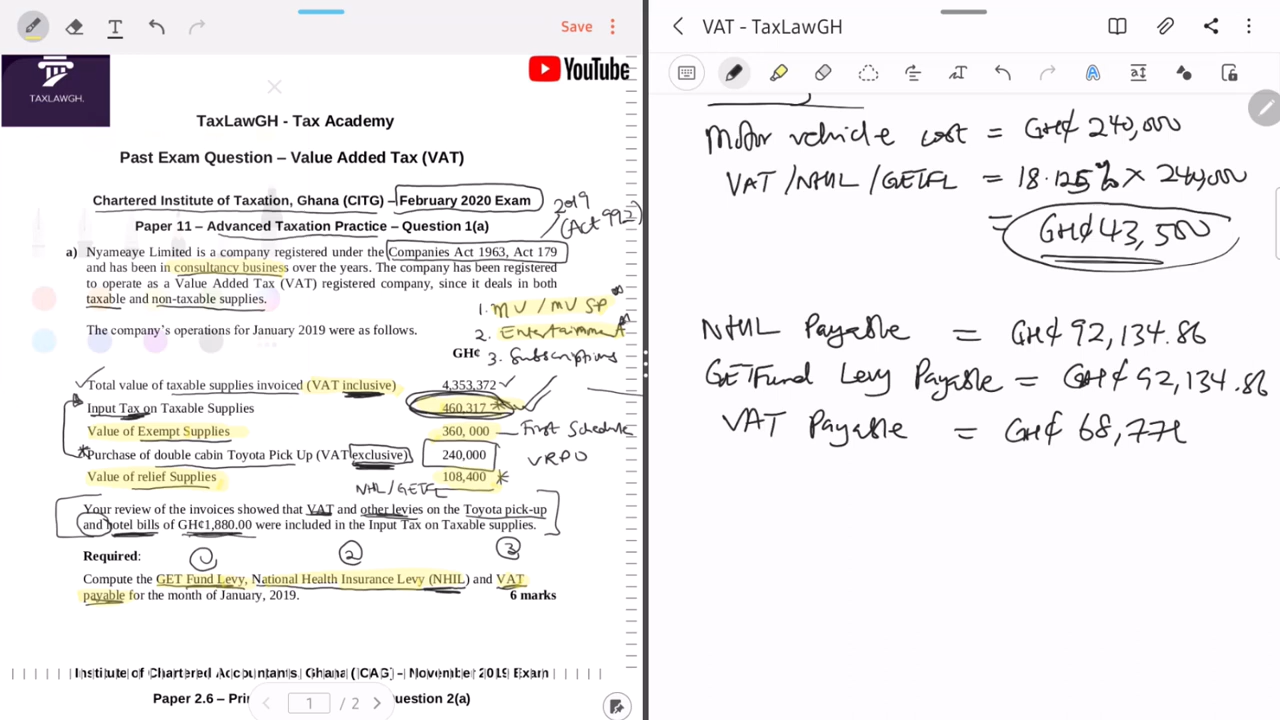 Save
VAT - TaxLawGH
TAXLAWGH.
YouTube
TaxLawGH - Tax Academy
Past Exam Question – Value Added Tax (VAT)
Chartered Institute of Taxation, Ghana (CITG) – February 2020 Exam
2019
(Act 992)
Paper 11 – Advanced Taxation Practice – Question 1(a)
a) Nyameaye Limited is a company registered under the Companies Act 1963, Act 179
and has been in consultancy business over the years. The company has been registered
to operate as a Value Added Tax (VAT) registered company, since it deals in both
taxable and non-taxable supplies.
1. MV / MV SP
The company's operations for January 2019 were as follows.
2. Entertainment
GH¢
3. Subscriptions
Total value of taxable supplies invoiced (VAT inclusive) 4,353,372
Input Tax on Taxable Supplies 460,317
Value of Exempt Supplies 360, 000 First Schedule
Purchase of double cabin Toyota Pick Up (VAT exclusive) 240,000 VRPO
Value of relief Supplies 108,400
NHL/GETFL
Your review of the invoices showed that VAT and other levies on the Toyota pick-up
and hotel bills of GH¢1,880.00 were included in the Input Tax on Taxable supplies.
Required: 1 2 3
Compute the GET Fund Levy, National Health Insurance Levy (NHIL) and VAT
payable for the month of January, 2019. 6 marks
Institute of Chartered Accountants, Ghana (ICAG) – November 2019 Exam
Paper 2.6 – Pri uestion 2(a)
1 / 2
Motor vehicle cost = GH¢ 240,000
VAT /NHIL /GETFL = 18.125% × 240,000
= GH¢ 43,500
NHIL Payable = GH¢ 92,134.86
GETFund Levy Payable = GH¢ 92,134.86
VAT Payable = GH¢ 68,771